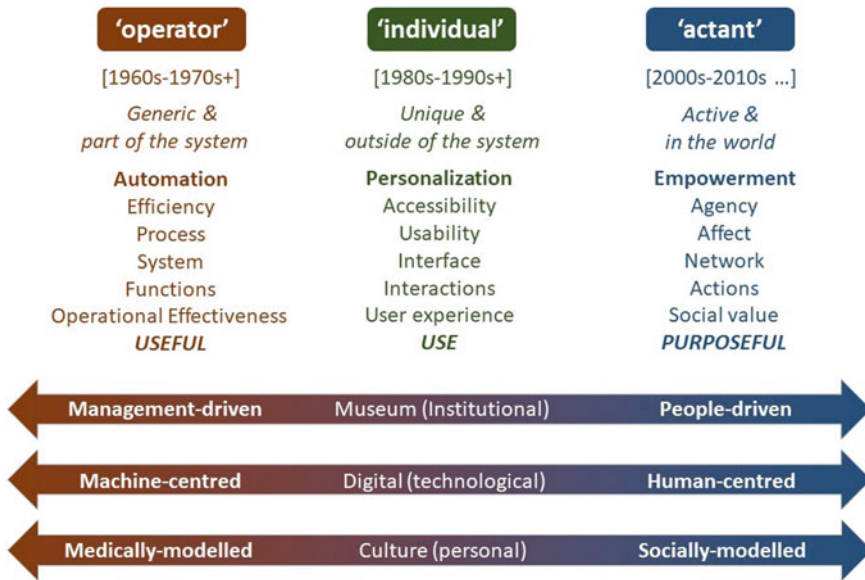 ‘operator’
[1960s-1970s+]
Generic &
part of the system
Automation
Efficiency
Process
System
Functions
Operational Effectiveness
USEFUL
‘individual’
[1980s-1990s+]
Unique &
outside of the system
Personalization
Accessibility
Usability
Interface
Interactions
User experience
USE
‘actant’
[2000s-2010s ...]
Active &
in the world
Empowerment
Agency
Affect
Network
Actions
Social value
PURPOSEFUL
Management-driven Museum (Institutional) People-driven
Machine-centred Digital (technological) Human-centred
Medically-modelled Culture (personal) Socially-modelled